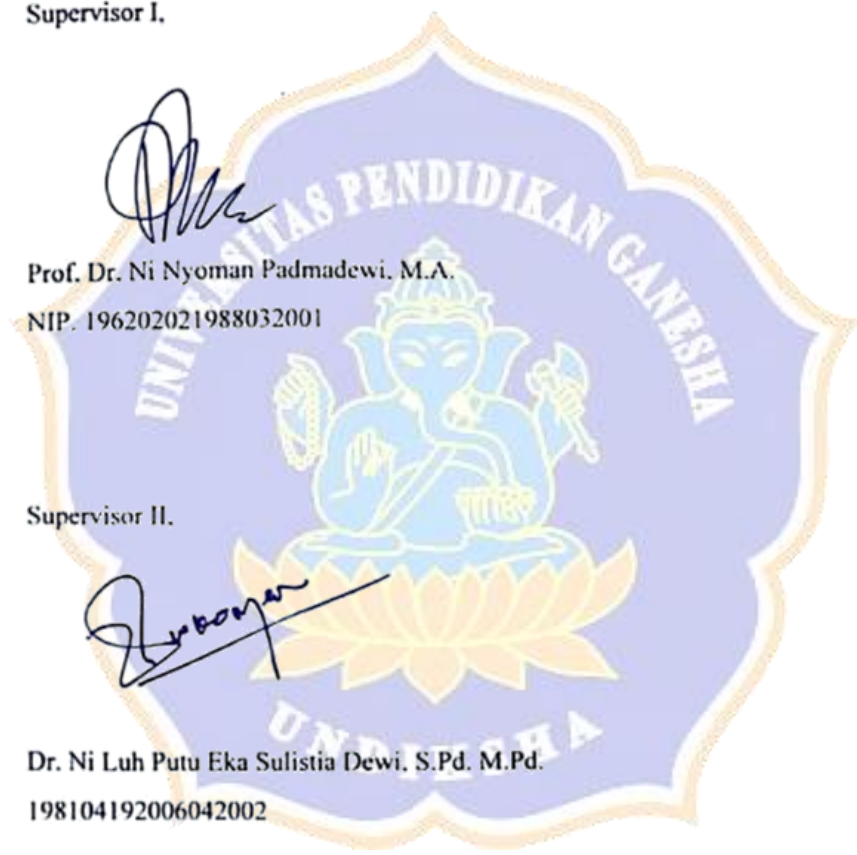 Supervisor I,
UNIVERSITAS PENDIDIKAN GANESHA
Prof. Dr. Ni Nyoman Padmadewi, M.A.
NIP. 196202021988032001
Supervisor II,
UNDIKSHA
Dr. Ni Luh Putu Eka Sulistia Dewi, S.Pd. M.Pd.
198104192006042002